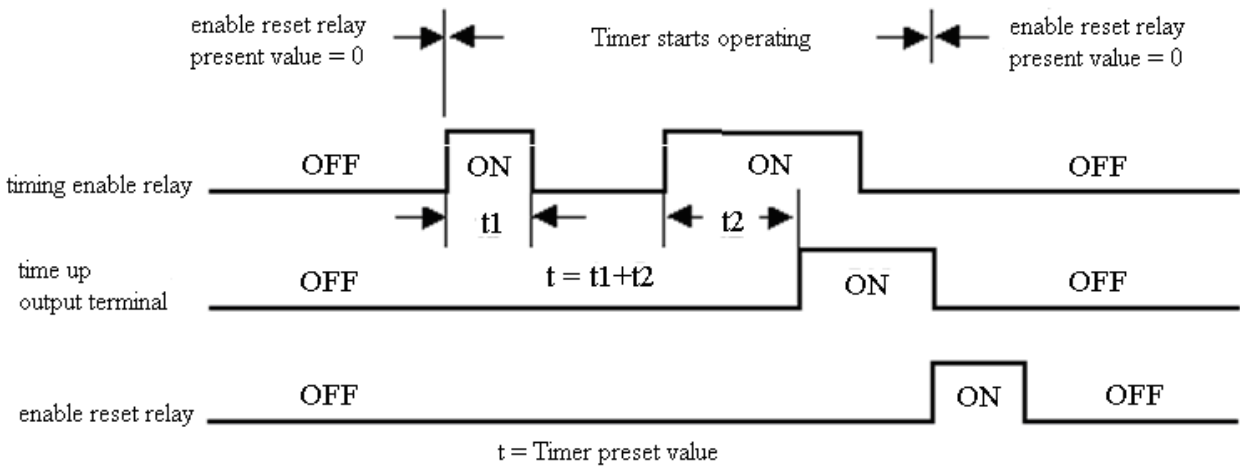 enable reset relay
present value = 0
Timer starts operating
enable reset relay
present value = 0
timing enable relay
OFF
ON
ON
OFF
t1
t2
time up
output terminal
OFF
t = t1+t2
ON
OFF
enable reset relay
OFF
ON
OFF
t = Timer preset value